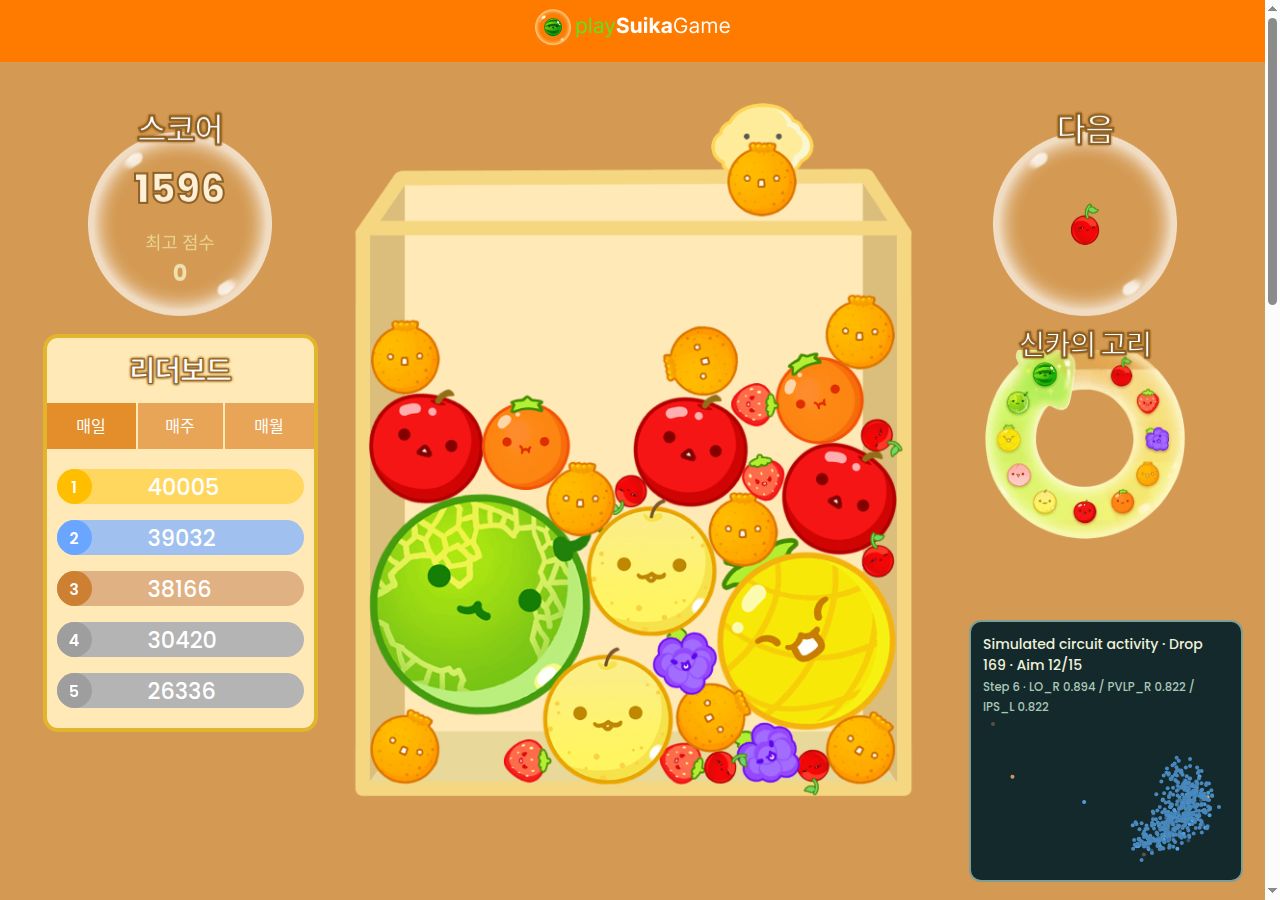 playSuikaGame
스코어
1596
최고 점수
0
리더보드
매일 매주 매월
1 40005
2 39032
3 38166
4 30420
5 26336
다음
신카의 고리
Simulated circuit activity · Drop
169 · Aim 12/15
Step 6 · LO_R 0.894 / PVLP_R 0.822 /
IPS_L 0.822